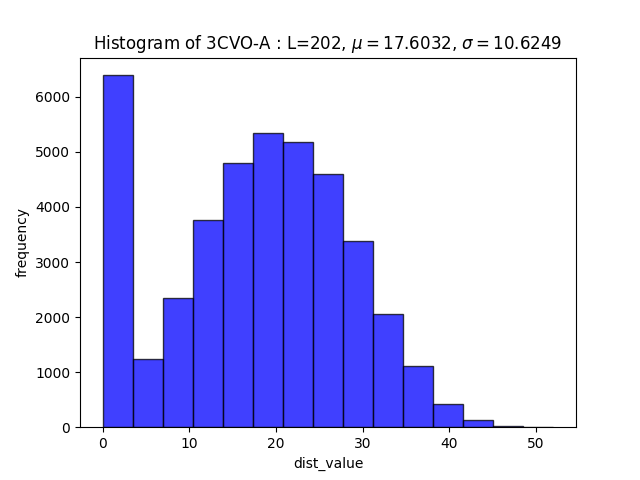 Histogram of 3CVO-A : L=202, μ = 17.6032, σ = 10.6249
6000
5000
4000
3000
2000
1000
0
frequency
0 10 20 30 40 50
dist_value